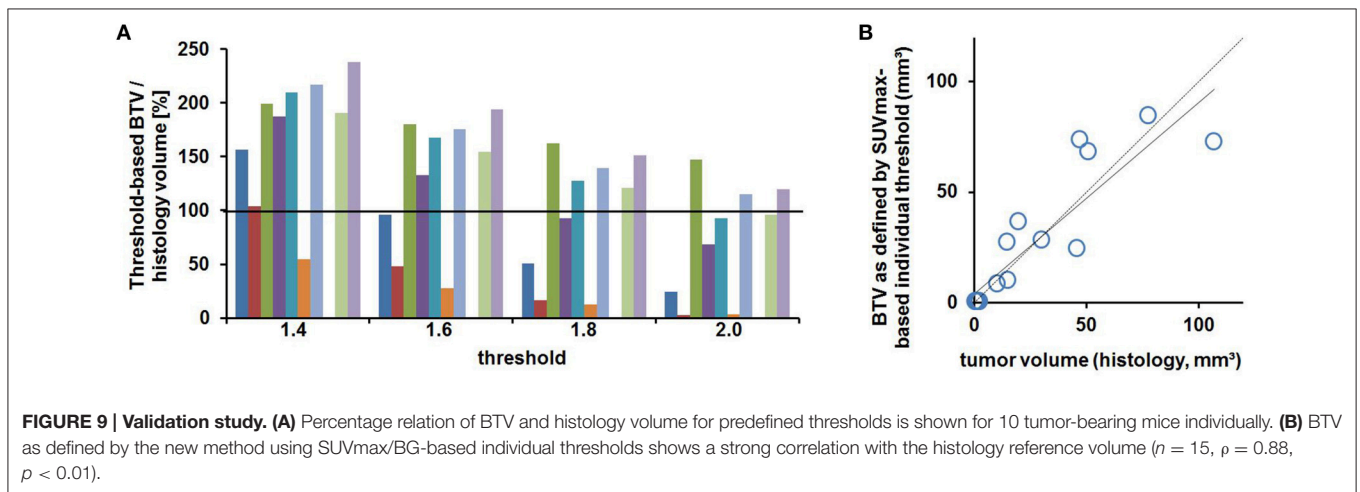 A
Threshold-based BTV /
histology volume [%]
250
200
150
100
50
0
1.4
1.6
1.8
2.0
threshold
B
BTV as defined by SUVmax-
based individual threshold (mm³)
100
50
0
0
50
100
tumor volume (histology, mm³)
FIGURE 9 | Validation study. (A) Percentage relation of BTV and histology volume for predefined thresholds is shown for 10 tumor-bearing mice individually. (B) BTV
as defined by the new method using SUVmax/BG-based individual thresholds shows a strong correlation with the histology reference volume (n = 15, ρ = 0.88,
p < 0.01).